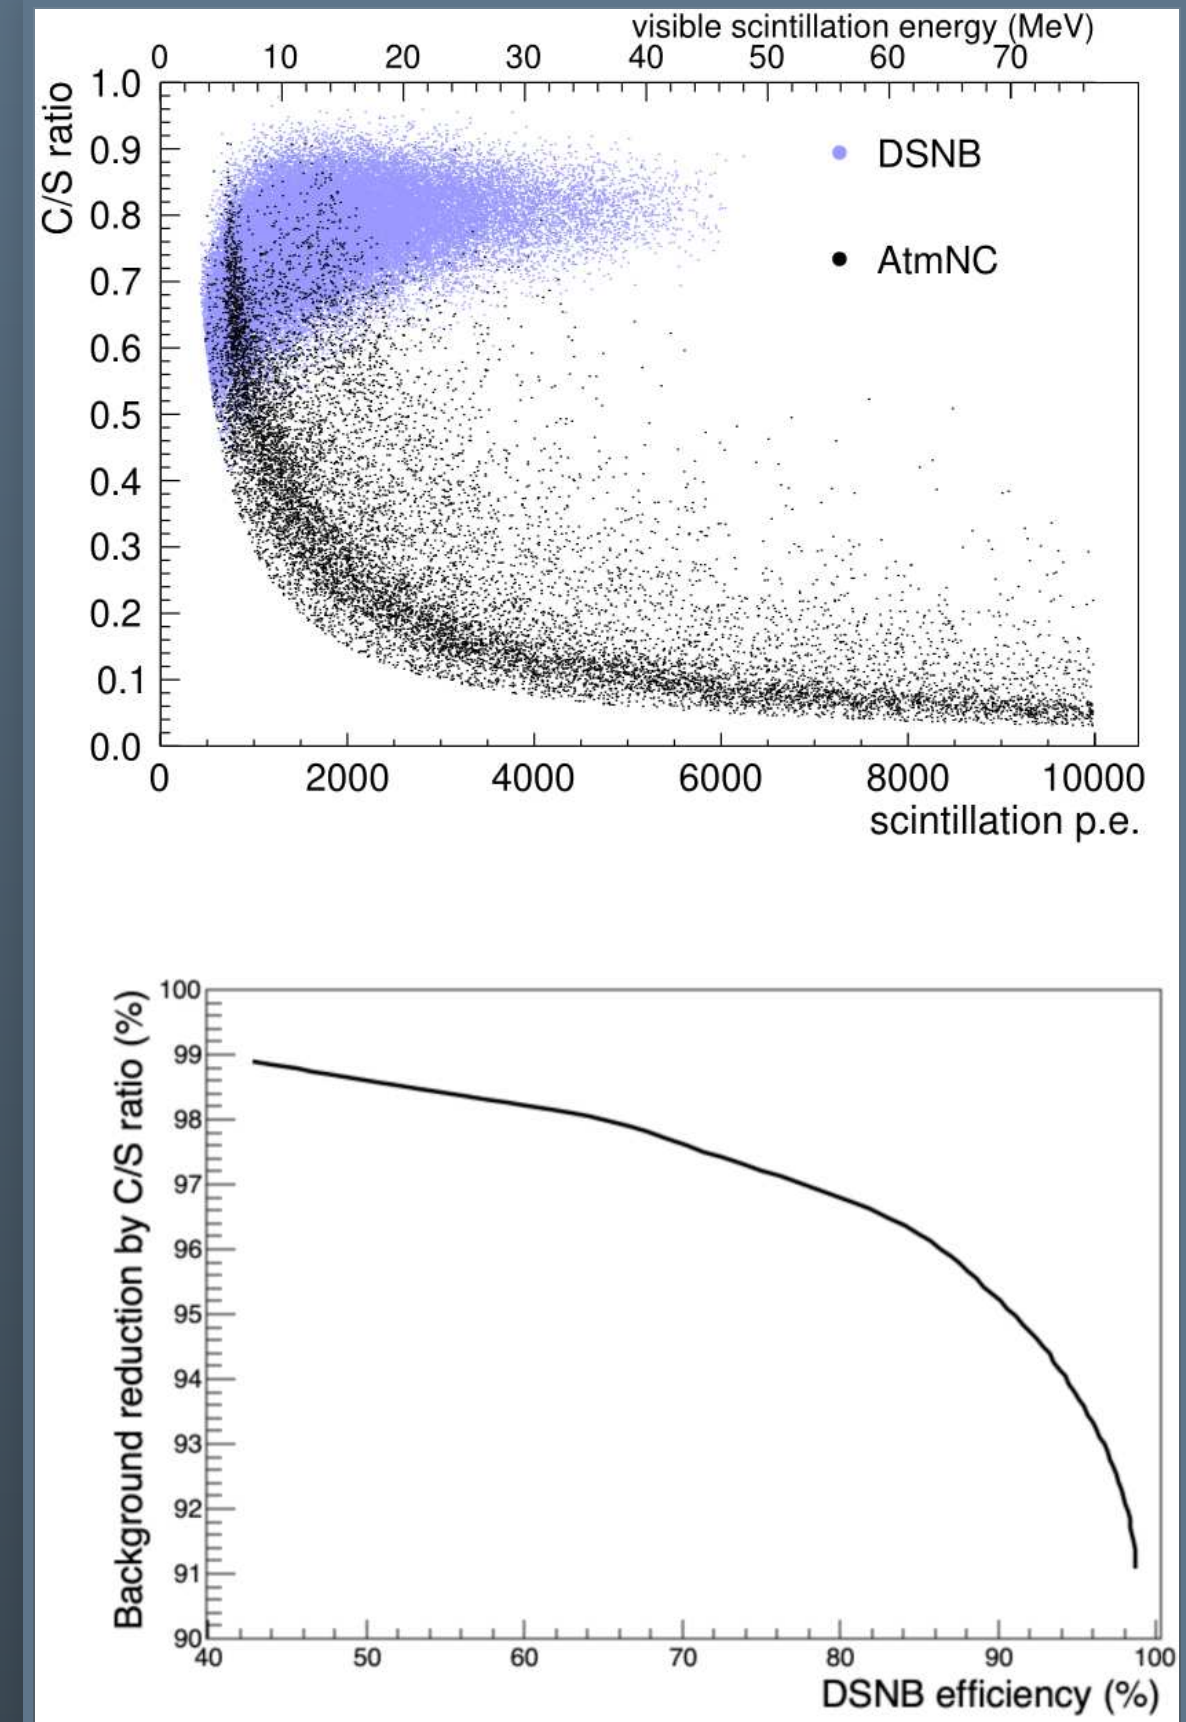 visible scintillation energy (MeV)
0 10 20 30 40 50 60 70
C/S ratio
1.0
0.9
0.8
0.7
0.6
0.5
0.4
0.3
0.2
0.1
0.0
DSNB
AtmNC
0 2000 4000 6000 8000 10000
scintillation p.e.
Background reduction by C/S ratio (%)
100
99
98
97
96
95
94
93
92
91
90
40 50 60 70 80 90 100
DSNB efficiency (%)